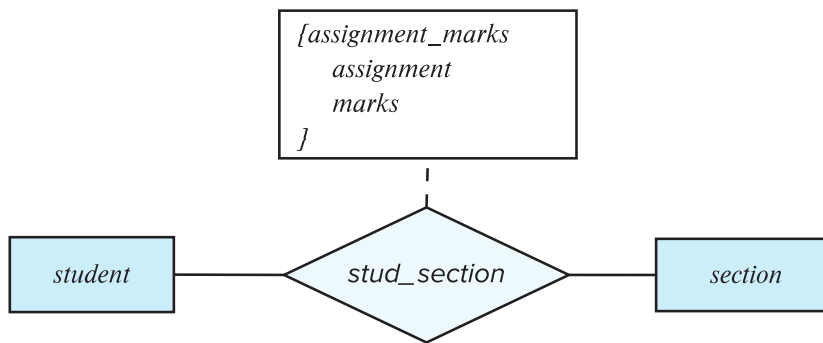 {assignment_marks
assignment
marks
}
student
stud_section
section